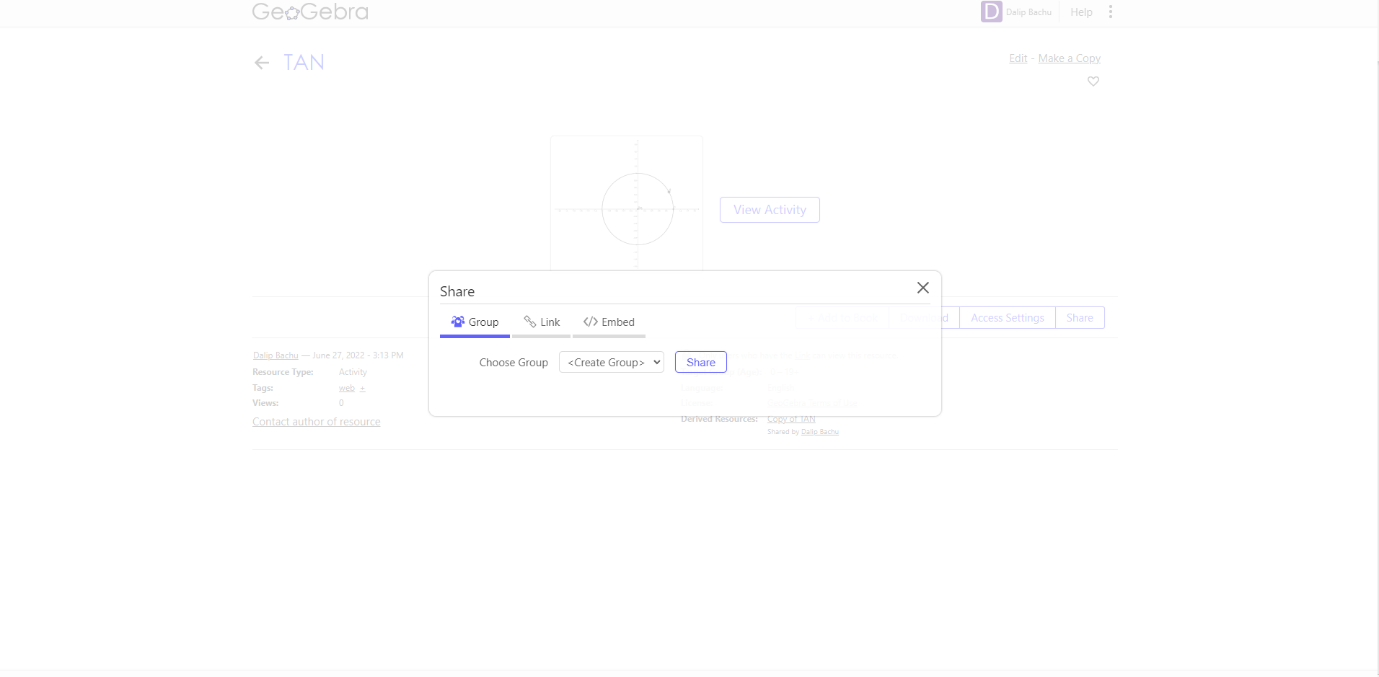 GeoGebra
D Dalip Bachu Help
TAN
Edit - Make a Copy
View Activity
Share
Group Link Embed
Access Settings Share
Choose Group <Create Group> Share
Dalip Bachu — June 27, 2022 - 3:13 PM
Resource Type: Activity
Tags: web +
Views: 0
Contact author of resource
Derived Resources: Copy of TAN
Shared by Dalip Bachu